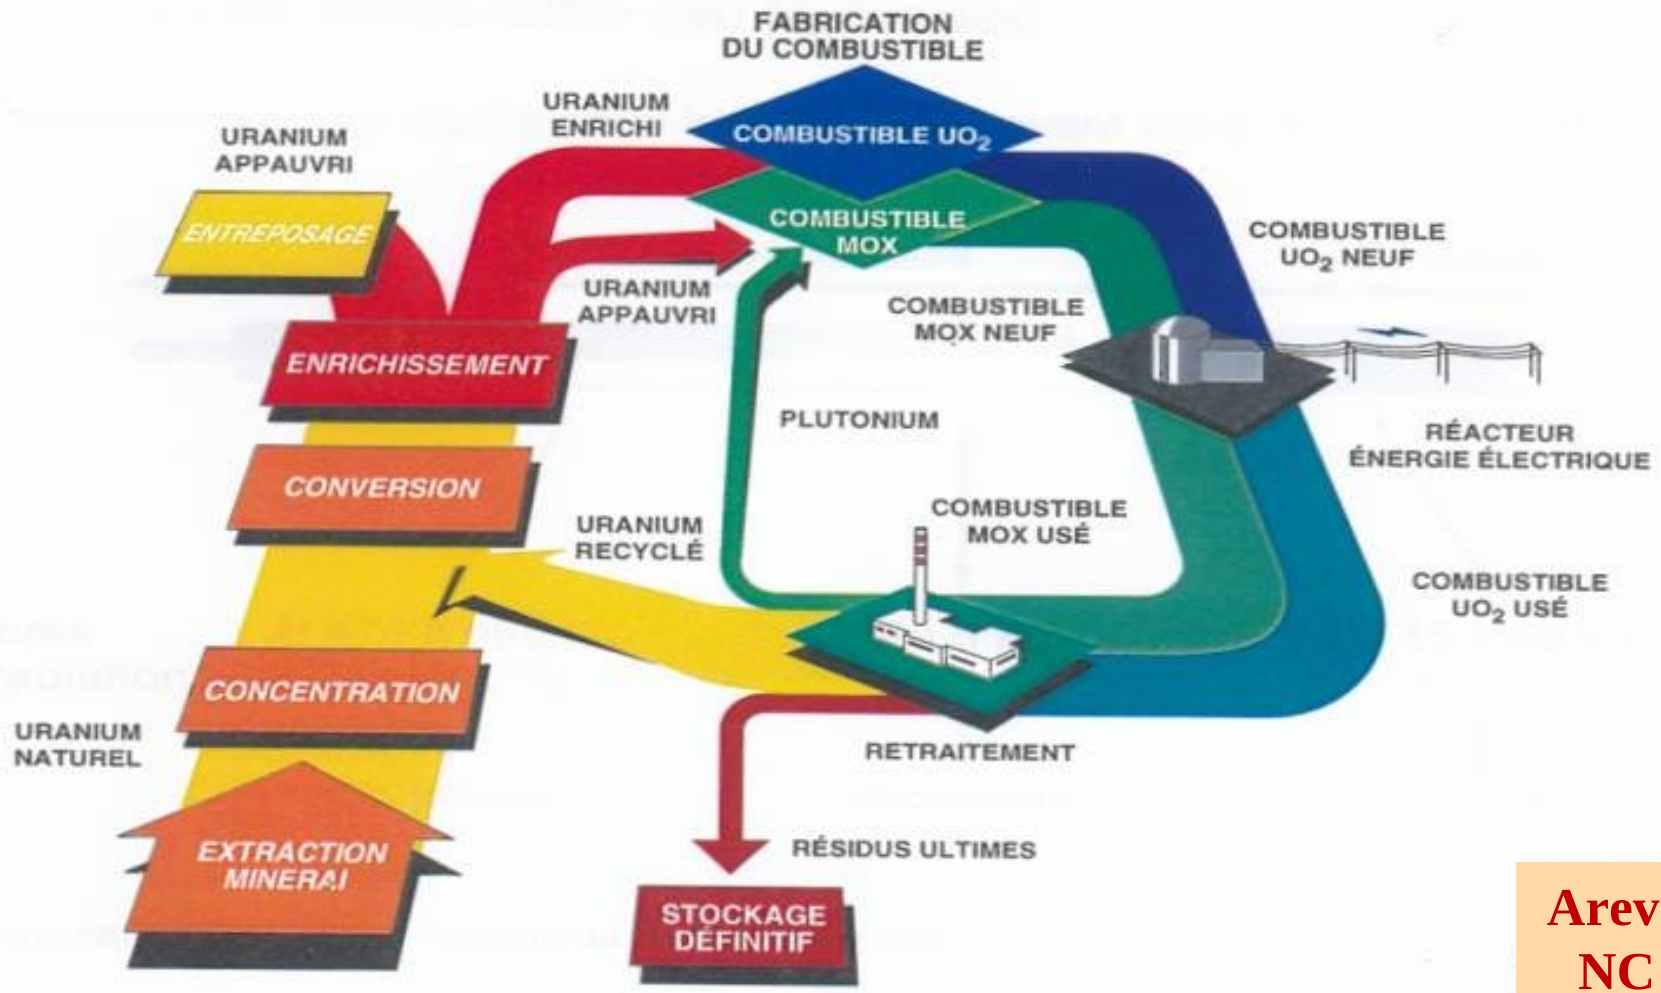 FABRICATION
DU COMBUSTIBLE
URANIUM
ENRICHI
COMBUSTIBLE UO₂
URANIUM
APPAUVRI
ENTREPOSAGE
COMBUSTIBLE
MOX
COMBUSTIBLE
UO₂ NEUF
URANIUM
APPAUVRI
COMBUSTIBLE
MOX NEUF
ENRICHISSEMENT
PLUTONIUM
RÉACTEUR
ÉNERGIE ÉLECTRIQUE
CONVERSION
URANIUM
RECYCLÉ
COMBUSTIBLE
MOX USÉ
COMBUSTIBLE
UO₂ USÉ
CONCENTRATION
URANIUM
NATUREL
RETRAITEMENT
EXTRACTION
MINERAI
RÉSIDUS ULTIMES
STOCKAGE
DÉFINITIF
Arev
NC